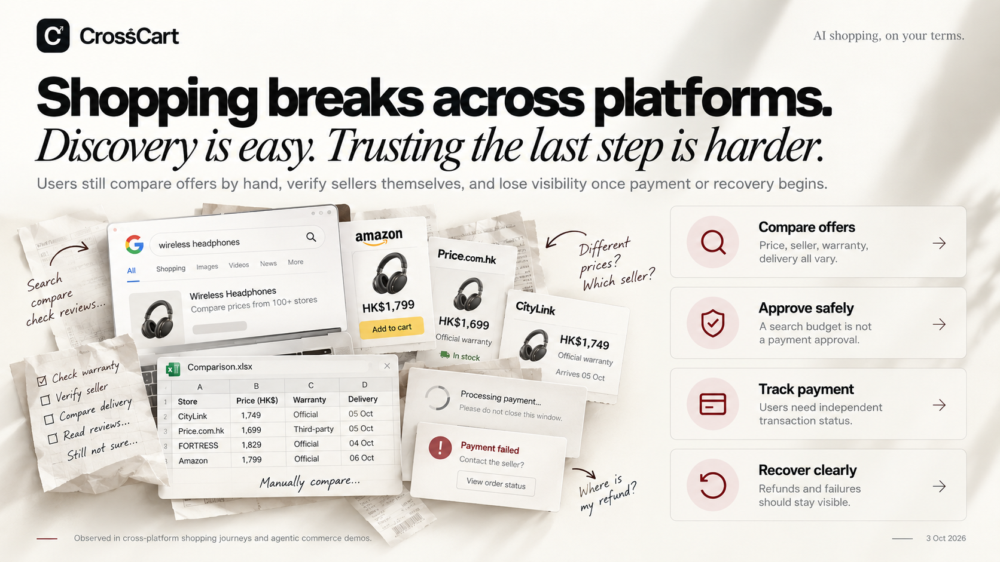 CrossCart
AI shopping, on your terms.
Shopping breaks across platforms.
Discovery is easy. Trusting the last step is harder.
Users still compare offers by hand, verify sellers themselves, and lose visibility once payment or recovery begins.
Search
compare
check reviews...
wireless headphones
All Shopping Images Videos News More
Wireless Headphones
Compare prices from 100+ stores
amazon
HK$1,799
Add to cart
Price.com.hk
HK$1,699
Official warranty
In stock
CityLink
HK$1,749
Official warranty
Arrives 05 Oct
Different
prices?
Which seller?
Check warranty
Verify seller
Compare delivery
Read reviews...
Still not sure...
Comparison.xlsx
A B C D
1 Store Price (HK$) Warranty Delivery
2 CityLink 1,749 Official 05 Oct
3 Price.com.hk 1,699 Third-party 05 Oct
3 FORTRESS 1,829 Official 04 Oct
Amazon 1,799 Official 06 Oct
Manually compare...
Processing payment...
Please do not close this window.
Payment failed
Contact the seller?
View order status
Where is
my refund?
Compare offers
Price, seller, warranty,
delivery all vary.
Approve safely
A search budget is not
a payment approval.
Track payment
Users need independent
transaction status.
Recover clearly
Refunds and failures
should stay visible.
Observed in cross-platform shopping journeys and agentic commerce demos.
3 Oct 2026